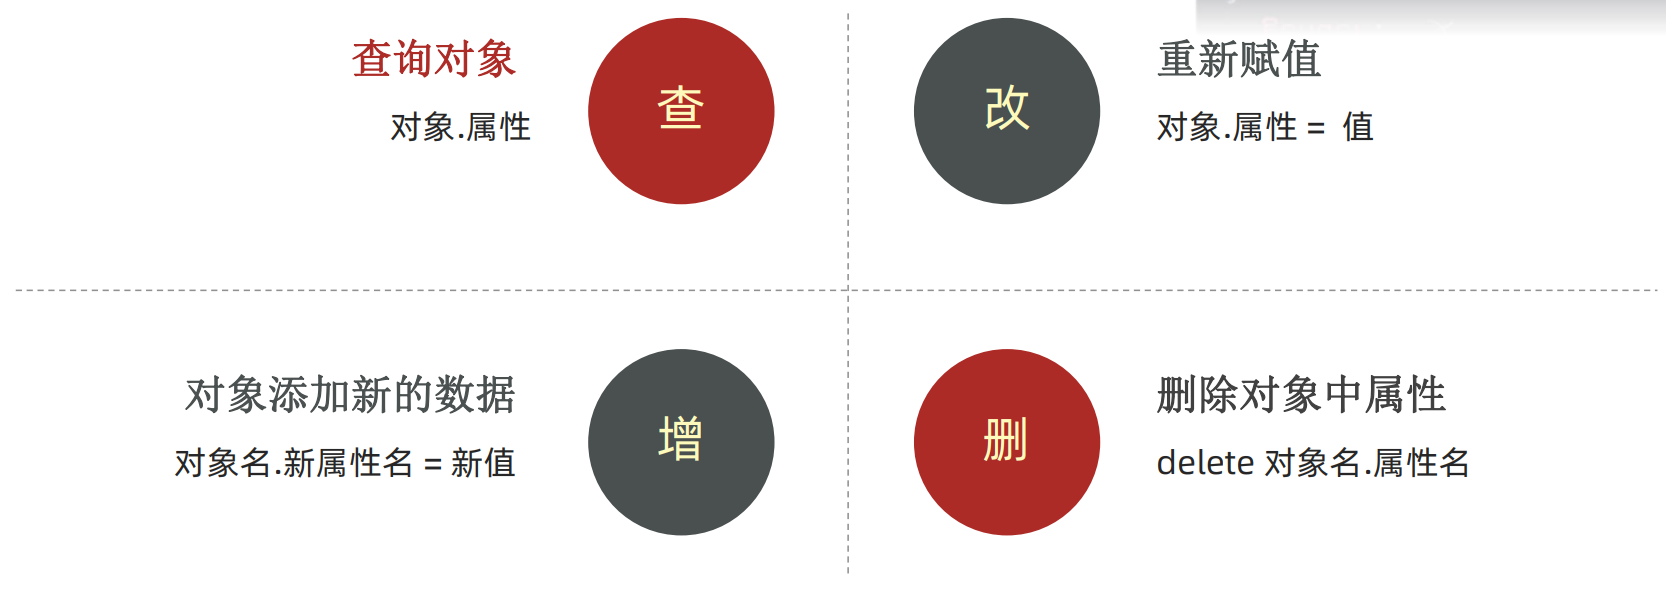 查询对象
对象.属性
查
改
重新赋值
对象.属性 = 值
对象添加新的数据
对象名.新属性名 = 新值
增
删
删除对象中属性
delete 对象名.属性名